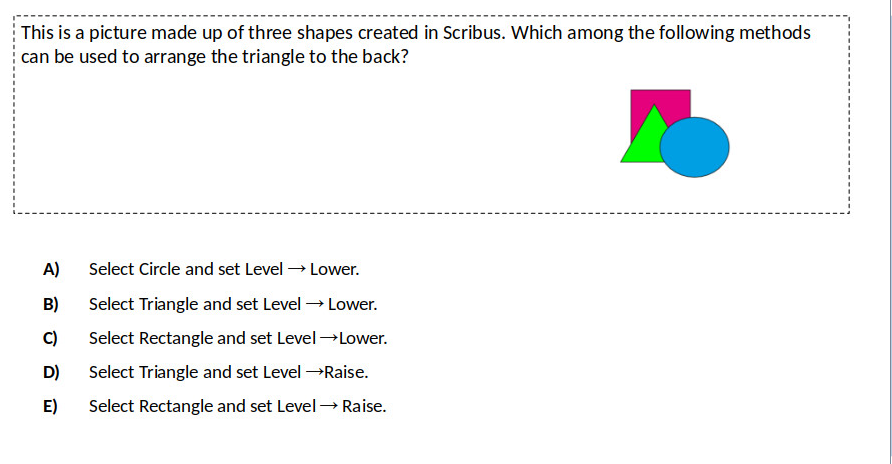 This is a picture made up of three shapes created in Scribus. Which among the following methods
can be used to arrange the triangle to the back?
A) Select Circle and set Level → Lower.
B) Select Triangle and set Level → Lower.
C) Select Rectangle and set Level →Lower.
D) Select Triangle and set Level →Raise.
E) Select Rectangle and set Level → Raise.